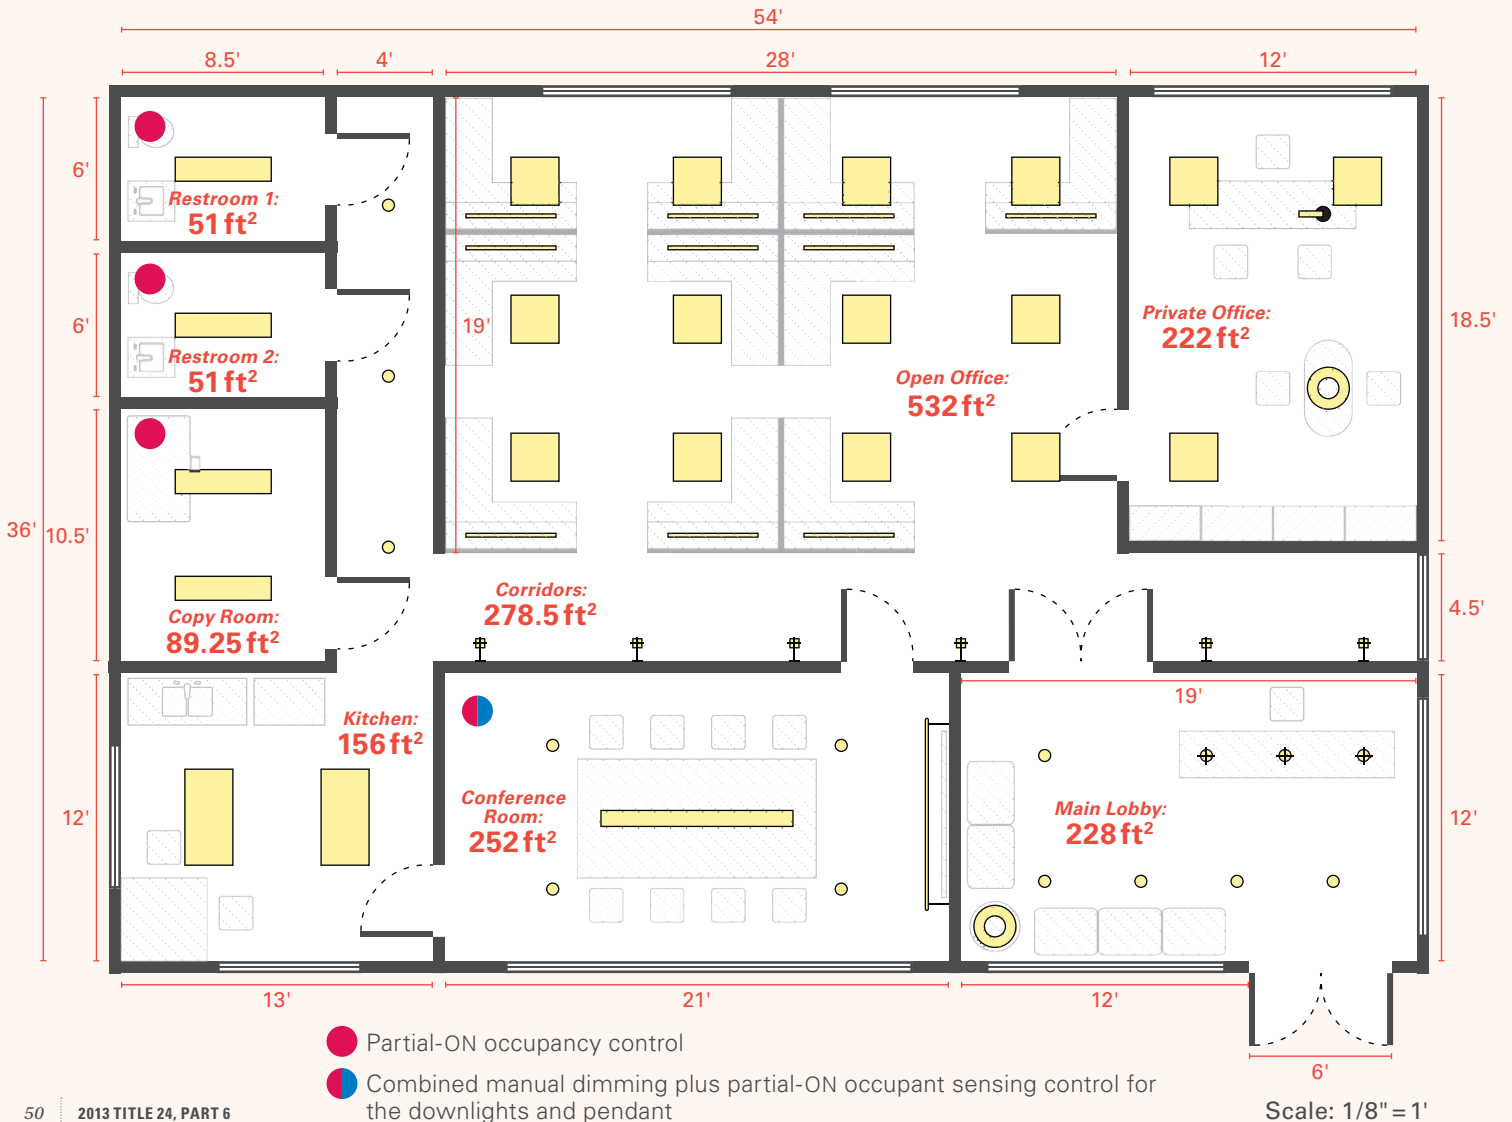 54'
8.5'
4'
28'
12'
6'
Restroom 1:
51 ft²
6'
Restroom 2:
51 ft²
19'
Private Office:
222 ft²
18.5'
Open Office:
532 ft²
36'
10.5'
Copy Room:
89.25 ft²
Corridors:
278.5 ft²
4.5'
19'
Kitchen:
156 ft²
12'
Conference
Room:
252 ft²
Main Lobby:
228 ft²
12'
13'
21'
12'
6'
Partial-ON occupancy control
Combined manual dimming plus partial-ON occupant sensing control for
the downlights and pendant
50
2013 TITLE 24, PART 6
Scale: 1/8" = 1'